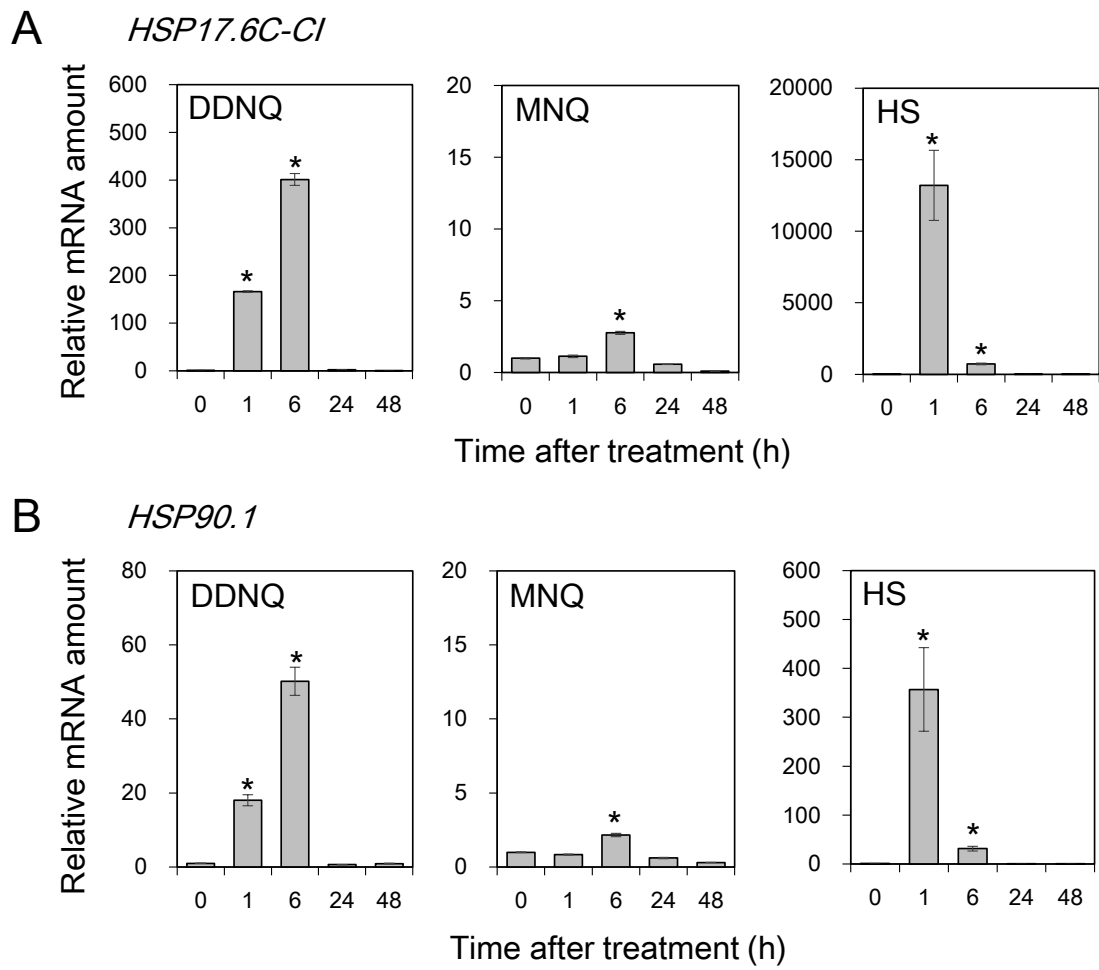 A
HSP17.6C-CI
Relative mRNA amount
600
500
400
300
200
100
0
DDNQ
*
*
0 1 6 24 48
20
15
10
5
0
MNQ
*
0 1 6 24 48
20000
15000
10000
5000
0
HS
*
*
0 1 6 24 48
Time after treatment (h)
B
HSP90.1
Relative mRNA amount
80
60
40
20
0
DDNQ
*
*
0 1 6 24 48
20
15
10
5
0
MNQ
*
0 1 6 24 48
600
500
400
300
200
100
0
HS
*
*
0 1 6 24 48
Time after treatment (h)